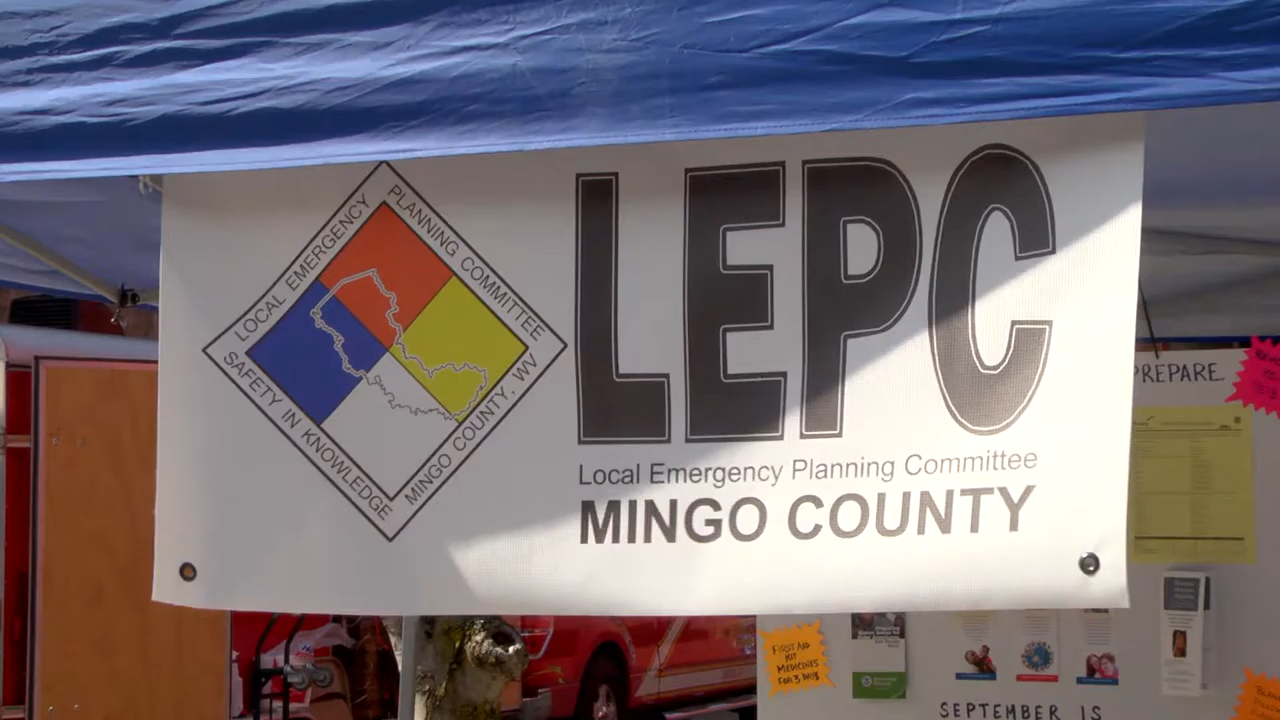 LOCAL EMERGENCY
PLANNING COMMITTEE
SAFETY IN KNOWLEDGE
MINGO COUNTY, WV
LEPC
Local Emergency Planning Committee
MINGO COUNTY
PREPARE.
FIRST AID
KIT
MEDICINES
FOR 3 DAYS
SEPTEMBER IS